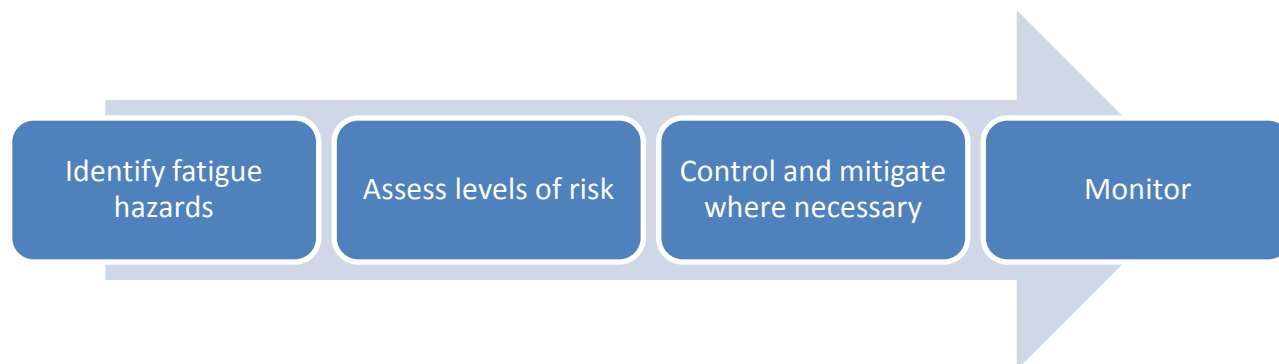 Identify fatigue
hazards
Assess levels of risk
Control and mitigate
where necessary
Monitor